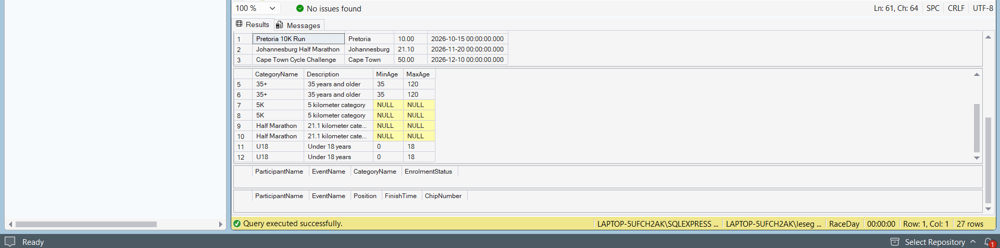 100 %
No issues found
Ln: 61, Ch: 64 SPC CRLF UTF-8
Results Messages
1 Pretoria 10K Run Pretoria 10.00 2026-10-15 00:00:00.000
2 Johannesburg Half Marathon Johannesburg 21.10 2026-11-20 00:00:00.000
3 Cape Town Cycle Challenge Cape Town 50.00 2026-12-10 00:00:00.000
CategoryName Description MinAge MaxAge
5 35+ 35 years and older 35 120
6 35+ 35 years and older 35 120
7 5K 5 kilometer category NULL NULL
8 5K 5 kilometer category NULL NULL
9 Half Marathon 21.1 kilometer cate... NULL NULL
10 Half Marathon 21.1 kilometer cate... NULL NULL
11 U18 Under 18 years 0 18
12 U18 Under 18 years 0 18
ParticipantName EventName CategoryName EnrolmentStatus
ParticipantName EventName Position FinishTime ChipNumber
Query executed successfully. LAPTOP-5UFCH2AK\SQLEXPRESS ... LAPTOP-5UFCH2AK\leseg ... RaceDay 00:00:00 Row: 1, Col: 1 27 rows
Ready Select Repository 1